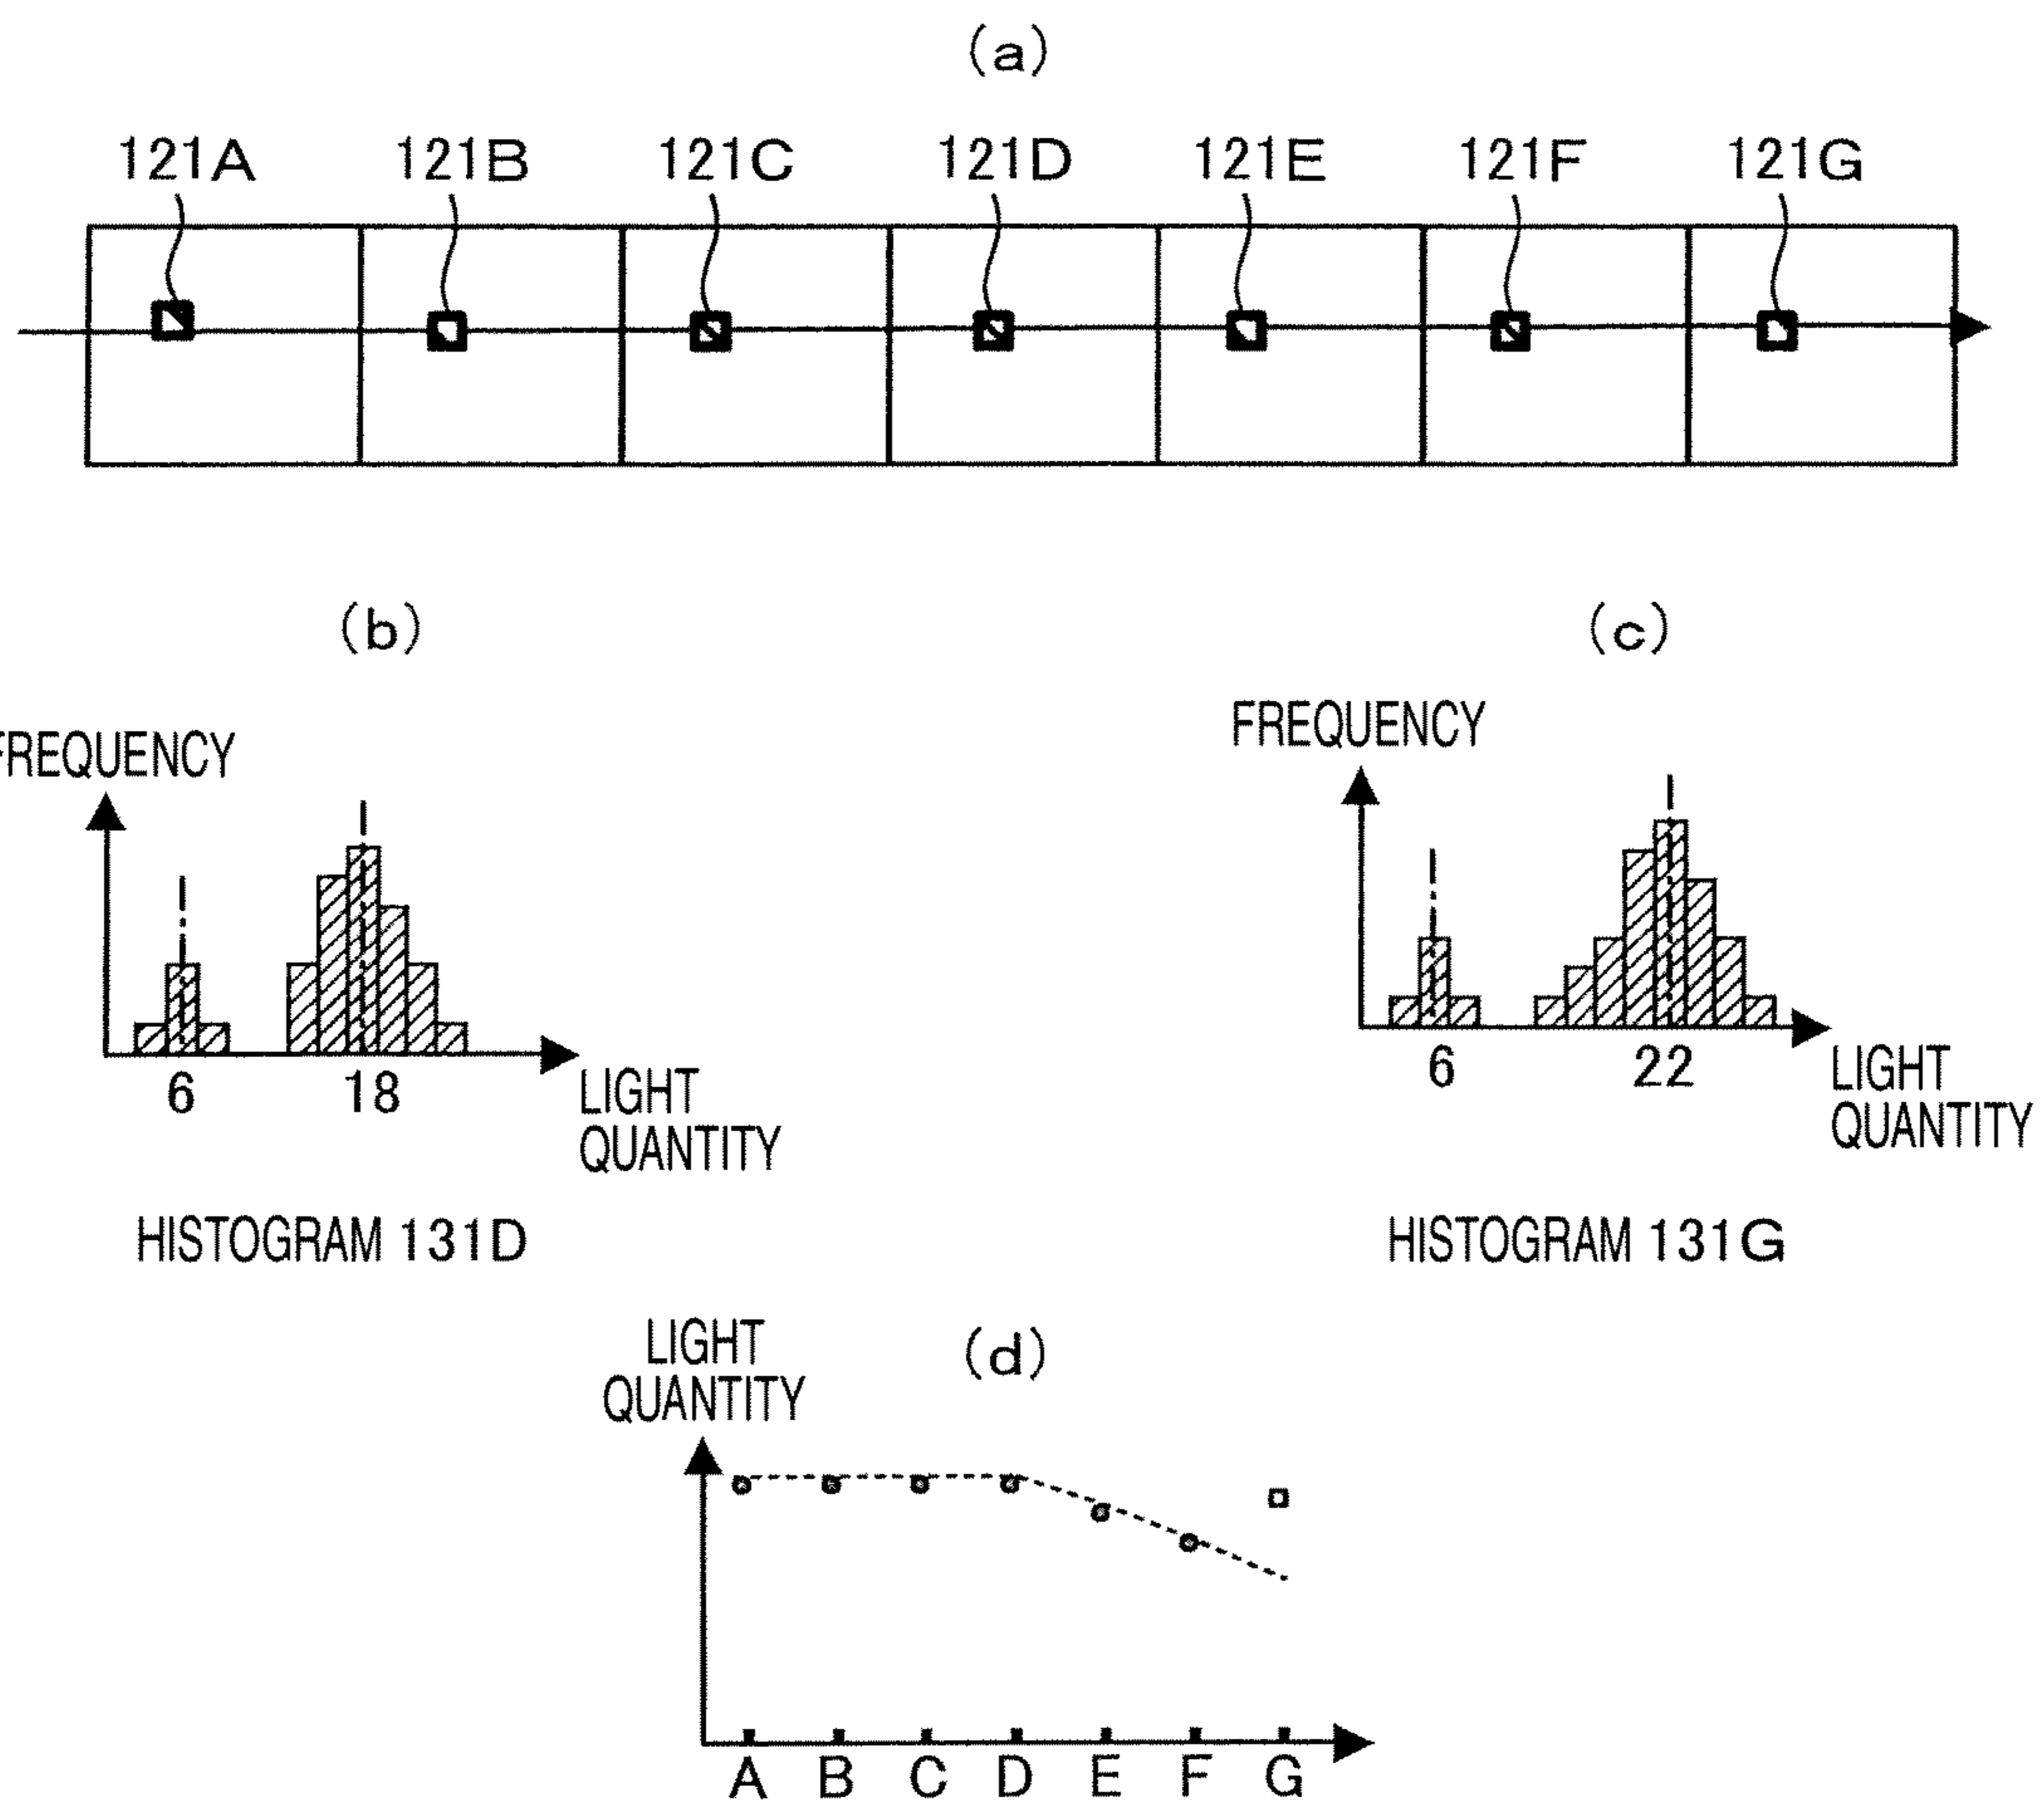 (a)
121A 121B 121C 121D 121E 121F 121G
(b)
(c)
FREQUENCY
FREQUENCY
6 18
LIGHT
QUANTITY
6 22
LIGHT
QUANTITY
HISTOGRAM 131D
HISTOGRAM 131G
(d)
LIGHT
QUANTITY
A B C D E F G